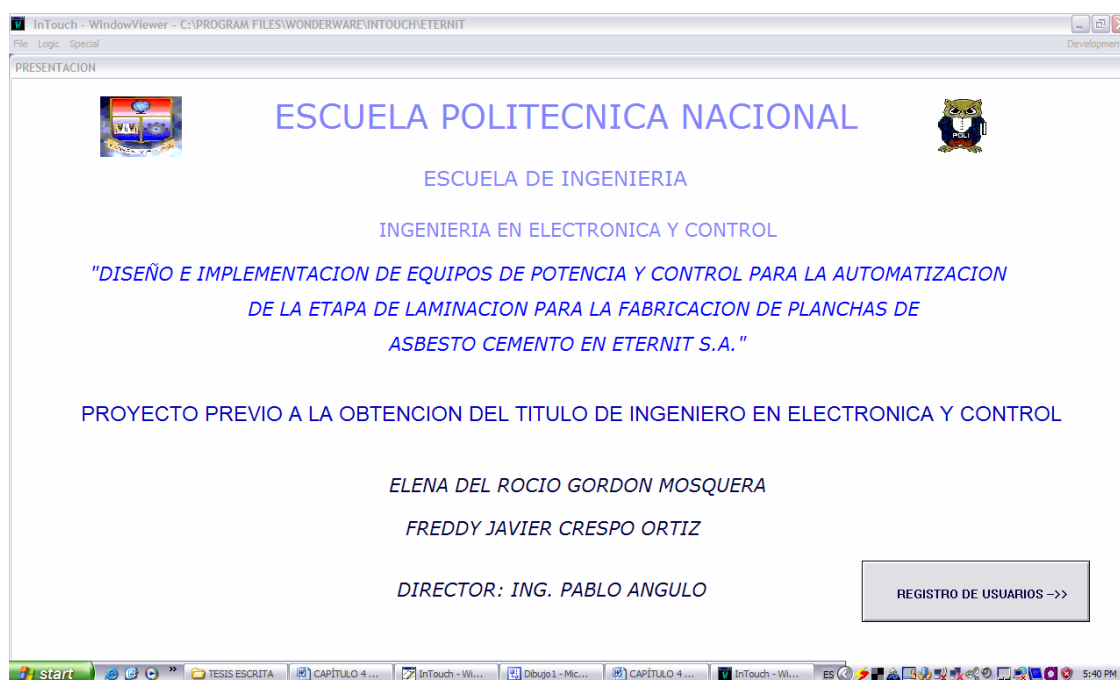 InTouch - WindowViewer - C:\PROGRAM FILES\WONDERWARE\INTOUCH\ETERNIT
File Logic Special Development
PRESENTACION
ESCUELA POLITECNICA NACIONAL
POLI
ESCUELA DE INGENIERIA
INGENIERIA EN ELECTRONICA Y CONTROL
"DISEÑO E IMPLEMENTACION DE EQUIPOS DE POTENCIA Y CONTROL PARA LA AUTOMATIZACION
DE LA ETAPA DE LAMINACION PARA LA FABRICACION DE PLANCHAS DE
ASBESTO CEMENTO EN ETERNIT S.A."
PROYECTO PREVIO A LA OBTENCION DEL TITULO DE INGENIERO EN ELECTRONICA Y CONTROL
ELENA DEL ROCIO GORDON MOSQUERA
FREDDY JAVIER CRESPO ORTIZ
DIRECTOR: ING. PABLO ANGULO
REGISTRO DE USUARIOS -->>
start » TESIS ESCRITA CAPÍTULO 4 ... InTouch - Wi... Dibujo1 - Mic... CAPÍTULO 4 ... InTouch - Wi... ES 5:40 PM